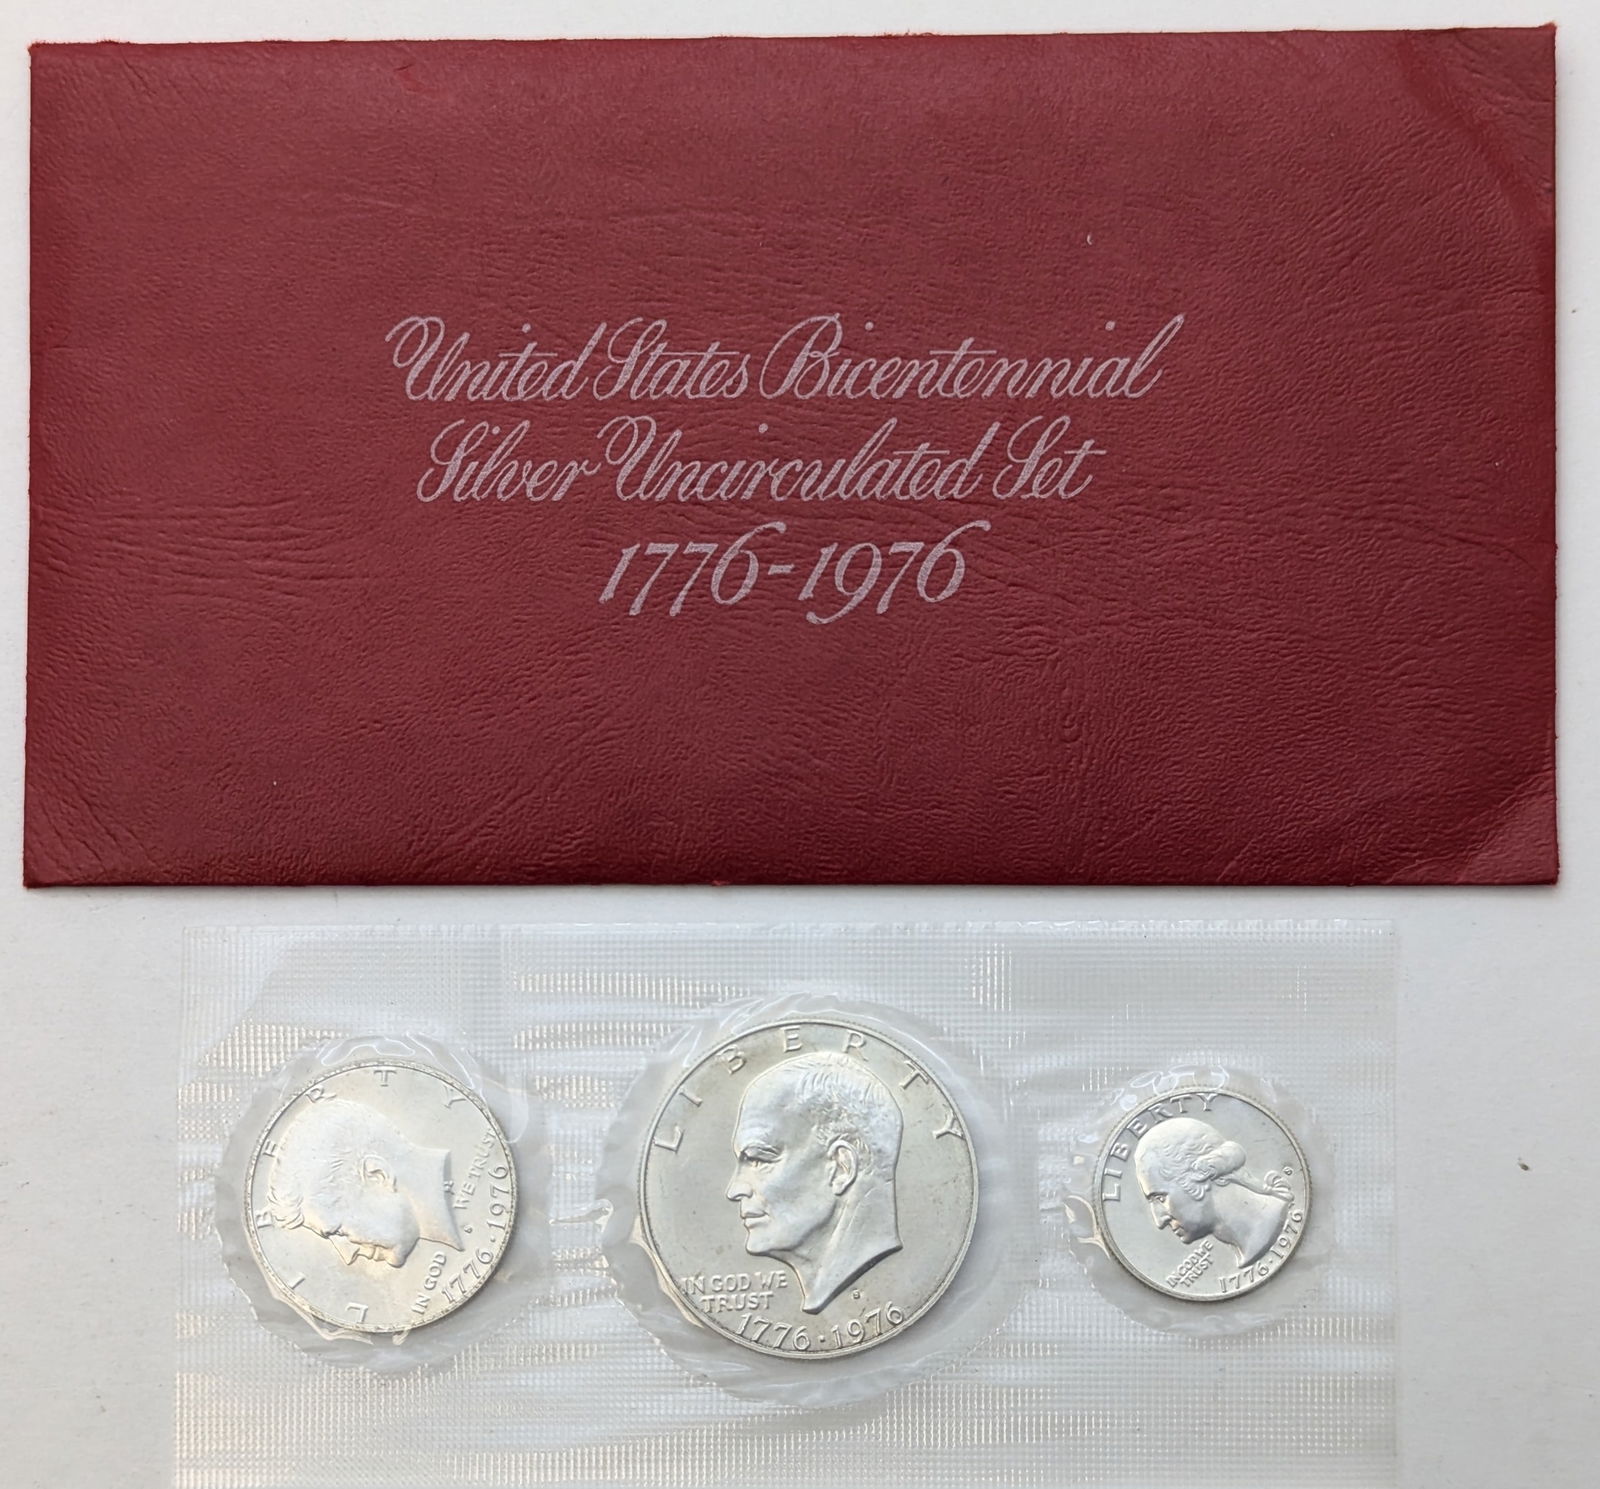 United States Bicentennial
Silver Uncirculated Set
1776-1976
LIBERTY
IN GOD WE TRUST
1776·1976
LIBERTY
IN GOD WE
TRUST
S
1776·1976
LIBERTY
S
IN GOD WE
TRUST
1776·1976